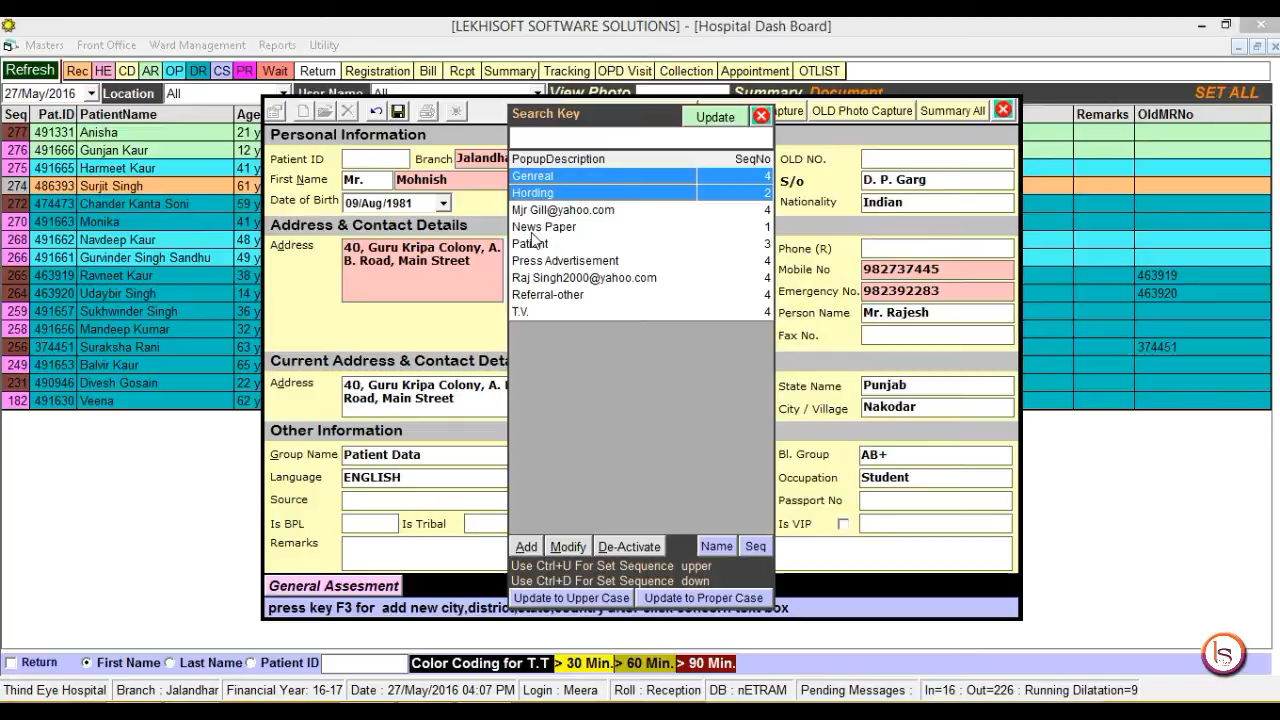 [LEKHISOFT SOFTWARE SOLUTIONS] - [Hospital Dash Board]
Masters Front Office Ward Management Reports Utility
Refresh Rec HE CD AR OP DR CS PR Wait Return Registration Bill Rcpt Summary Tracking OPD Visit Collection Appointment OTLIST
27/May/2016 Location All User Name All View Photo Summary Document SET ALL
Seq Pat.ID PatientName Age Remarks OldMRNo
277 491331 Anisha 21 y
276 491666 Gunjan Kaur 12 y
275 491665 Harmeet Kaur
274 486393 Surjit Singh 61 y
272 474473 Chander Kanta Soni 59 y
270 491663 Monika
268 491662 Navdeep Kaur
266 491661 Gurvinder Singh Sandhu
265 463919 Ravneet Kaur 463919
264 463920 Udaybir Singh 463920
259 491657 Sukhwinder Singh 36 y
258 491656 Mandeep Kumar
256 374451 Suraksha Rani 63 y 374451
249 491653 Balvir Kaur 65 y
231 490946 Divesh Gosain 22 y
182 491630 Veena 62 y
OLD Photo Capture Summary All
Personal Information
Patient ID Branch
First Name Mr. Mohnish
Date of Birth 09/Aug/1981
Address & Contact Details
Address 40, Guru Kripa Colony, A.
B. Road, Main Street
Address 40, Guru Kripa Colony, A.
Road, Main Street
Other Information
Group Name Patient Data
Language ENGLISH
Source
Is BPL Is Tribal
Remarks
General Assesment
press key F3 for add new
Search Key Update
PopupDescription SeqNo
Genreal 4
Hording 2
Mjr Gill@yahoo.com 4
News Paper 1
Patient 3
Press Advertisement 4
Raj Singh2000@yahoo.com 4
Referral-other 4
T.V. 4
Add Modify De-Activate Name Seq
Use Ctrl+U For Set Sequence upper
Use Ctrl+D For Set Sequence down
Update to Upper Case Update to Proper Case
OLD NO.
S/o D. P. Garg
Nationality Indian
Phone (R)
Mobile No 982737445
Emergency No. 982392283
Person Name Mr. Rajesh
Fax No.
State Name Punjab
City / Village Nakodar
Bl. Group AB+
Occupation Student
Passport No
Is VIP
Return First Name Last Name Patient ID Color Coding for T.T > 30 Min. > 60 Min. > 90 Min.
ls
Third Eye Hospital Branch : Jalandhar Financial Year: 16-17 Date : 27/May/2016 04:07 PM Login : Meera Roll : Reception DB : nETRAM Pending Messages : In=16 : Out=226 : Running Dilatation=9